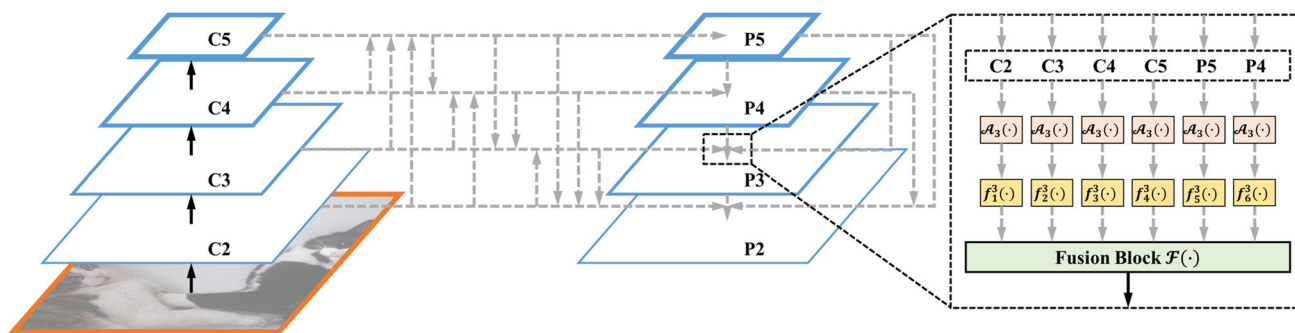 C5
C4
C3
C2
P5
P4
P3
P2
C2 C3 C4 C5 P5 P4
𝒜₃(·) 𝒜₃(·) 𝒜₃(·) 𝒜₃(·) 𝒜₃(·) 𝒜₃(·)
f₁³(·) f₂³(·) f₃³(·) f₄³(·) f₅³(·) f₆³(·)
Fusion Block ℱ(·)